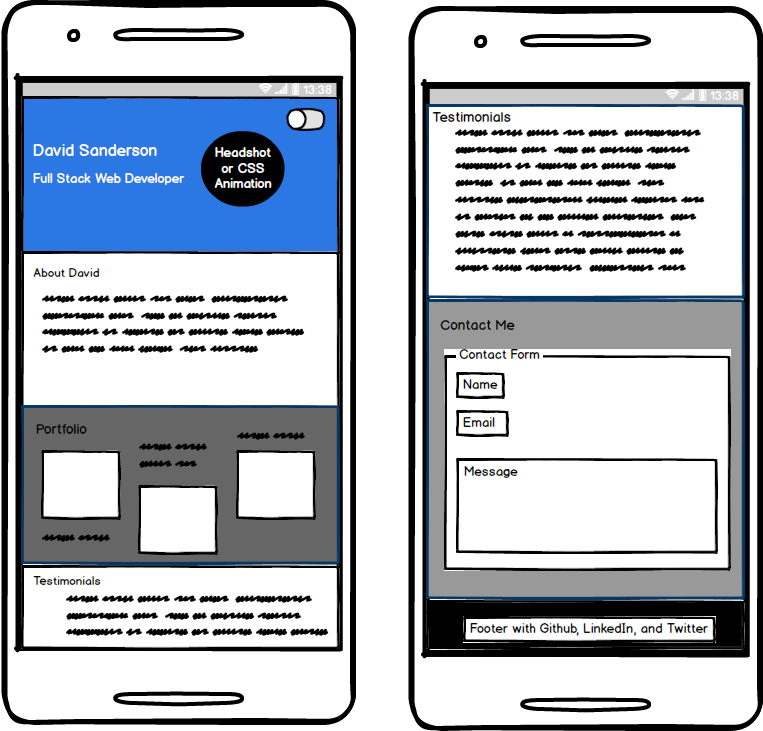 13:38
David Sanderson
Full Stack Web Developer
Headshot
or CSS
Animation
About David
Portfolio
Testimonials
13:38
Testimonials
Contact Me
Contact Form
Name
Email
Message
Footer with Github, LinkedIn, and Twitter